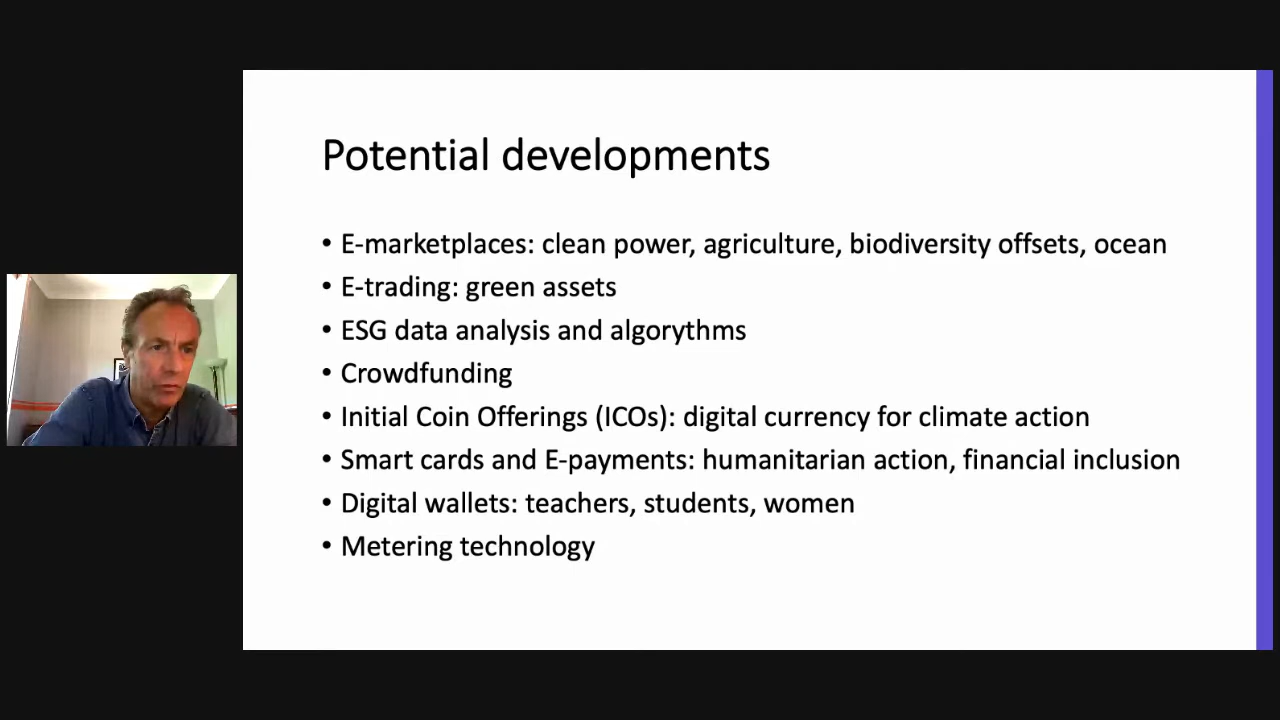 Potential developments
• E-marketplaces: clean power, agriculture, biodiversity offsets, ocean
• E-trading: green assets
• ESG data analysis and algorythms
• Crowdfunding
• Initial Coin Offerings (ICOs): digital currency for climate action
• Smart cards and E-payments: humanitarian action, financial inclusion
• Digital wallets: teachers, students, women
• Metering technology